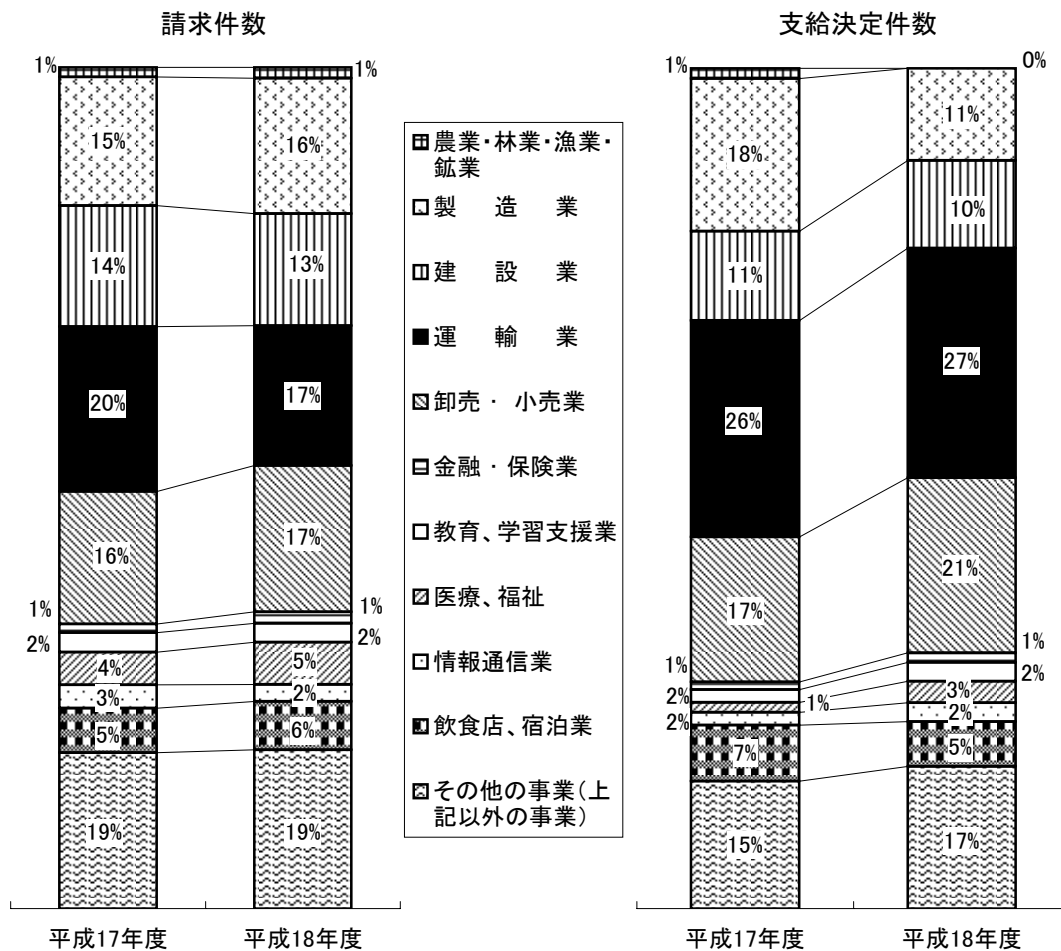 請求件数
1%
1%
15%
16%
14%
13%
20%
17%
16%
17%
1%
1%
2%
2%
4%
5%
3%
2%
5%
6%
19%
19%
平成17年度
平成18年度
農業・林業・漁業・
鉱業
製　造　業
建　設　業
運　輸　業
卸売・小売業
金融・保険業
教育、学習支援業
医療、福祉
情報通信業
飲食店、宿泊業
その他の事業(上
記以外の事業)
支給決定件数
1%
0%
18%
11%
11%
10%
26%
27%
17%
21%
1%
1%
2%
2%
1%
3%
2%
2%
7%
5%
15%
17%
平成17年度
平成18年度